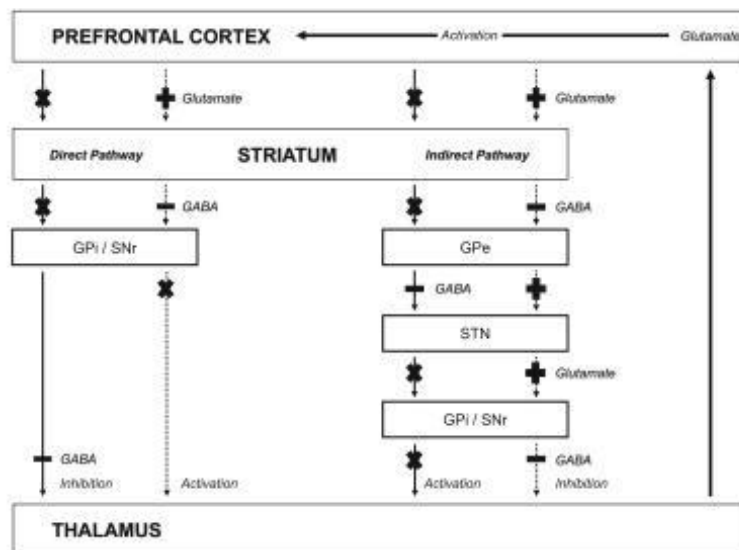 PREFRONTAL CORTEX Activation Glutamate
Glutamate Glutamate
Direct Pathway STRIATUM Indirect Pathway
GABA GABA
GPi / SNr GPe
GABA
STN
Glutamate
GPi / SNr
GABA GABA
Inhibition Activation Activation Inhibition
THALAMUS